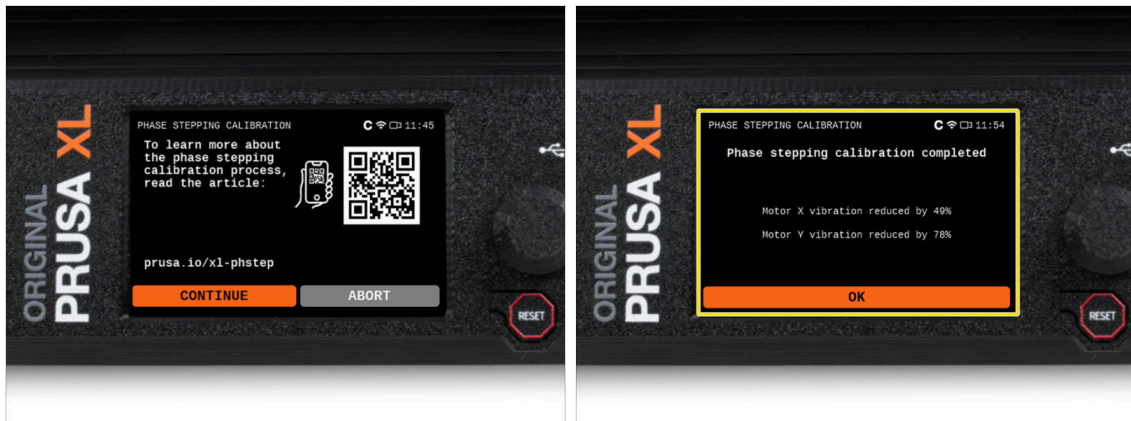 ORIGINAL
PRUSA XL
PHASE STEPPING CALIBRATION
C 11:45
To learn more about
the phase stepping
calibration process,
read the article:
prusa.io/xl-phstep
CONTINUE
ABORT
RESET
ORIGINAL
PRUSA XL
PHASE STEPPING CALIBRATION
C 11:54
Phase stepping calibration completed
Motor X vibration reduced by 49%
Motor Y vibration reduced by 78%
OK
RESET